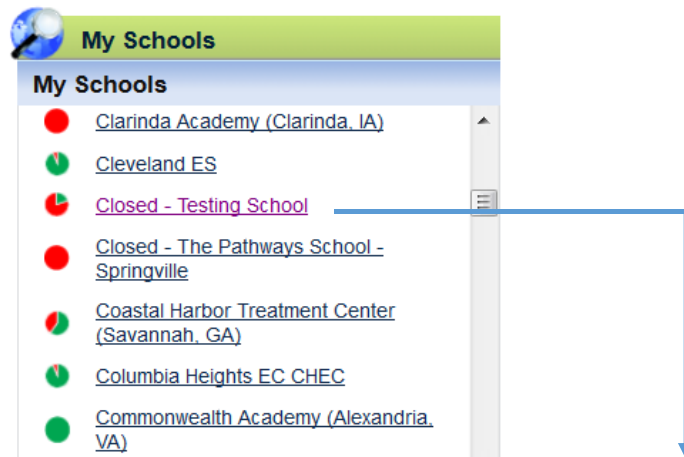 My Schools
My Schools
Clarinda Academy (Clarinda, IA)
Cleveland ES
Closed - Testing School
Closed - The Pathways School -
Springville
Coastal Harbor Treatment Center
(Savannah, GA)
Columbia Heights EC CHEC
Commonwealth Academy (Alexandria,
VA)